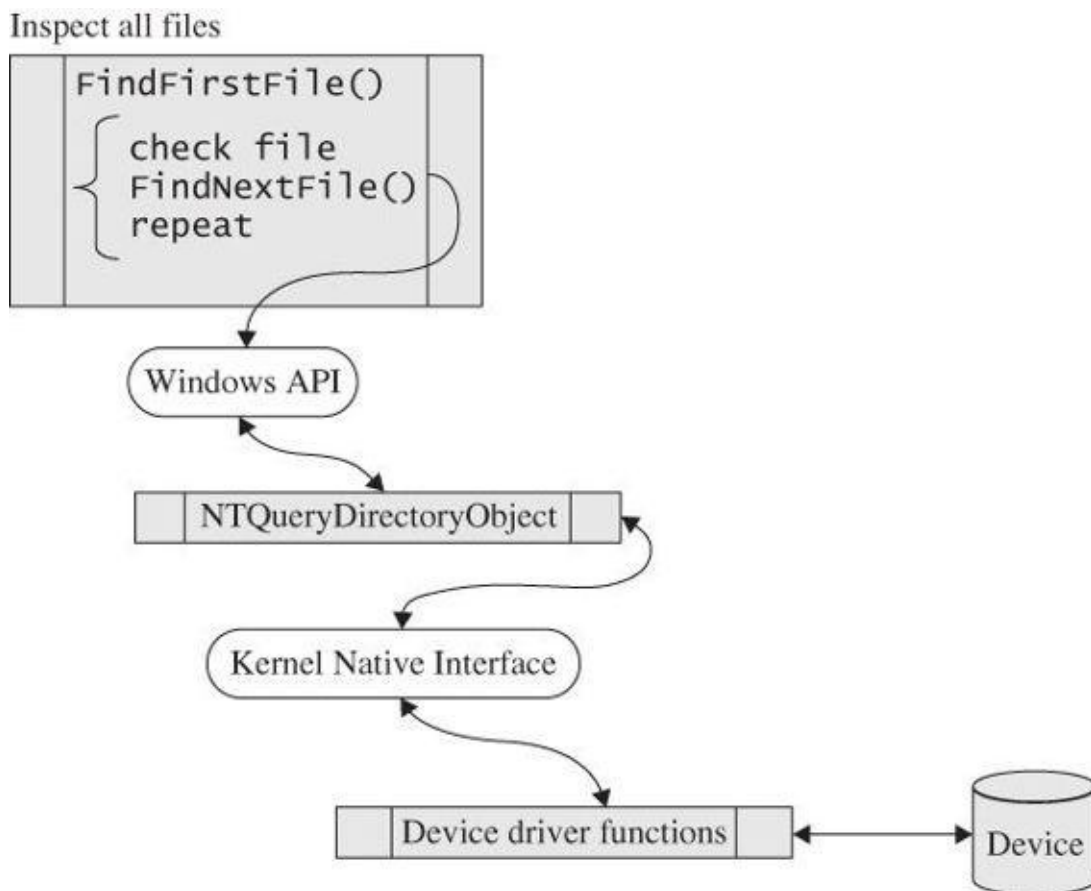 Inspect all files
FindFirstFile()
check file
FindNextFile()
repeat
Windows API
NTQueryDirectoryObject
Kernel Native Interface
Device driver functions
Device